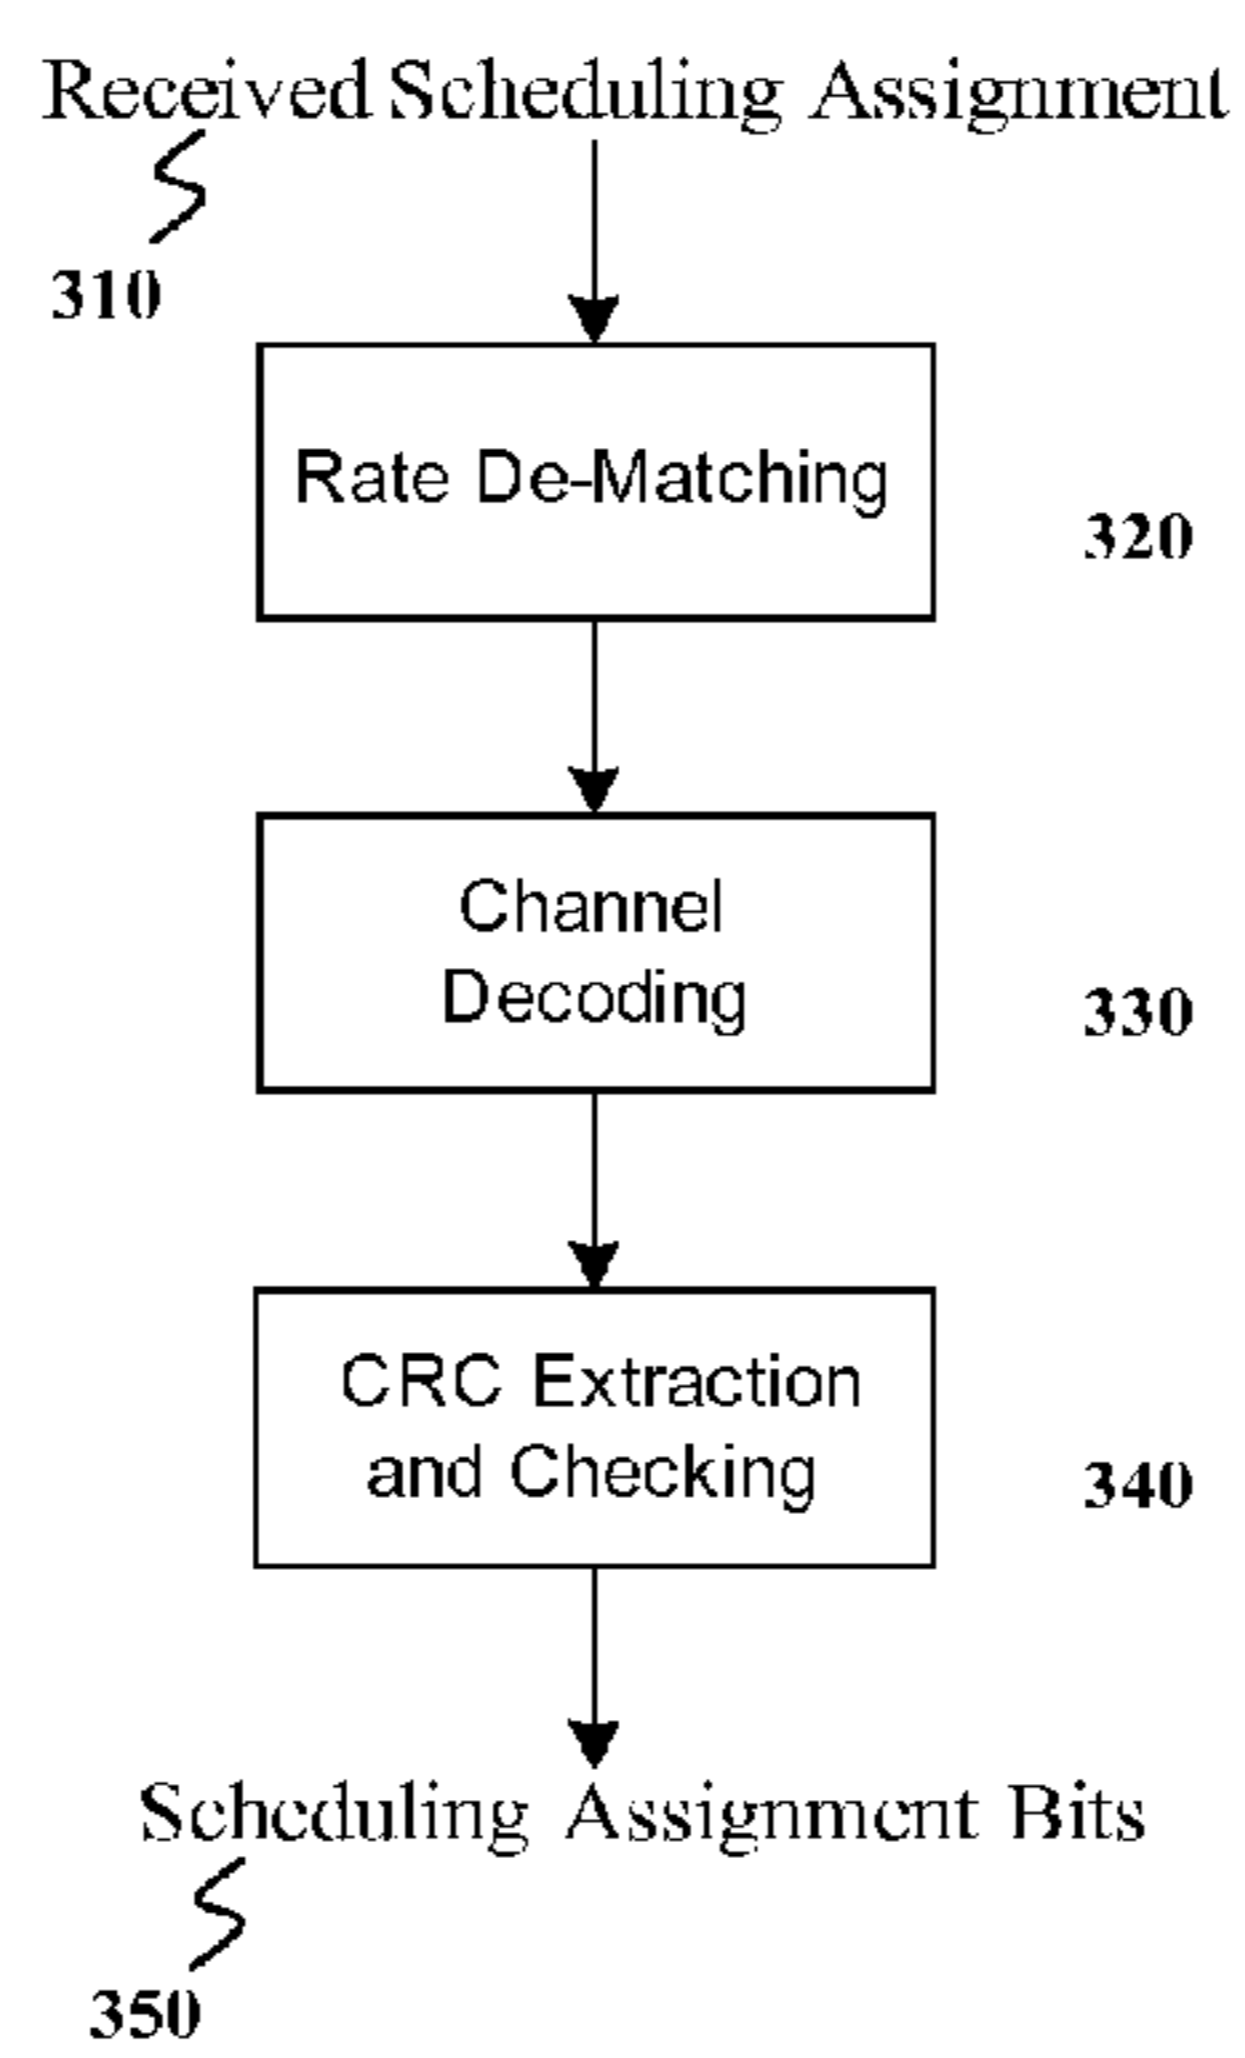 Received Scheduling Assignment
310
Rate De-Matching
320
Channel
Decoding
330
CRC Extraction
and Checking
340
Scheduling Assignment Bits
350